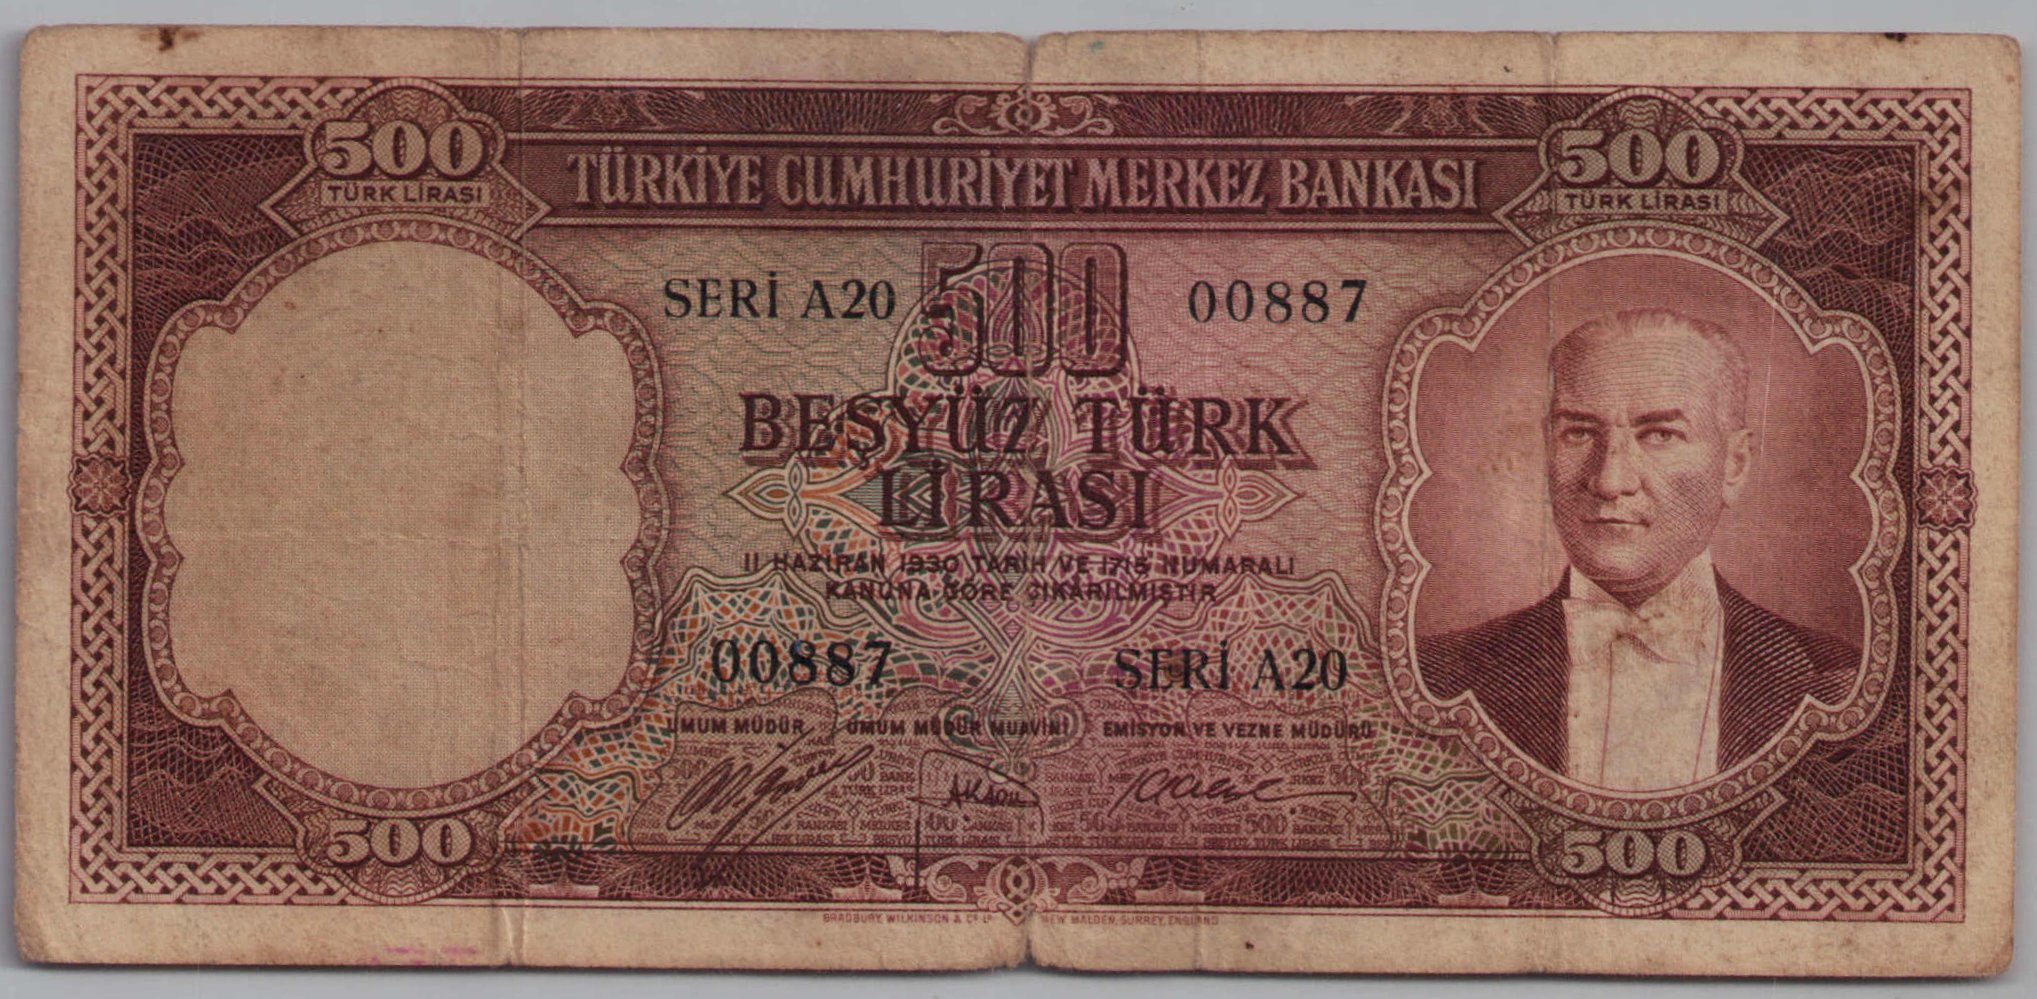 500
TÜRK LİRASI
TÜRKİYE CUMHURİYET MERKEZ BANKASI
500
TÜRK LİRASI
SERİ A20
500
00887
BEŞYÜZ TÜRK
LİRASI
11 HAZİRAN 1930 TARİH VE 1715 NUMARALI
KANUNA GÖRE ÇIKARILMIŞTIR
00887
SERİ A20
UMUM MÜDÜR
UMUM MÜDÜR MUAVİNİ
EMİSYON VE VEZNE MÜDÜRÜ
500
500
BRADBURY, WILKINSON & Cº Lº NEW MALDEN, SURREY, ENGLAND